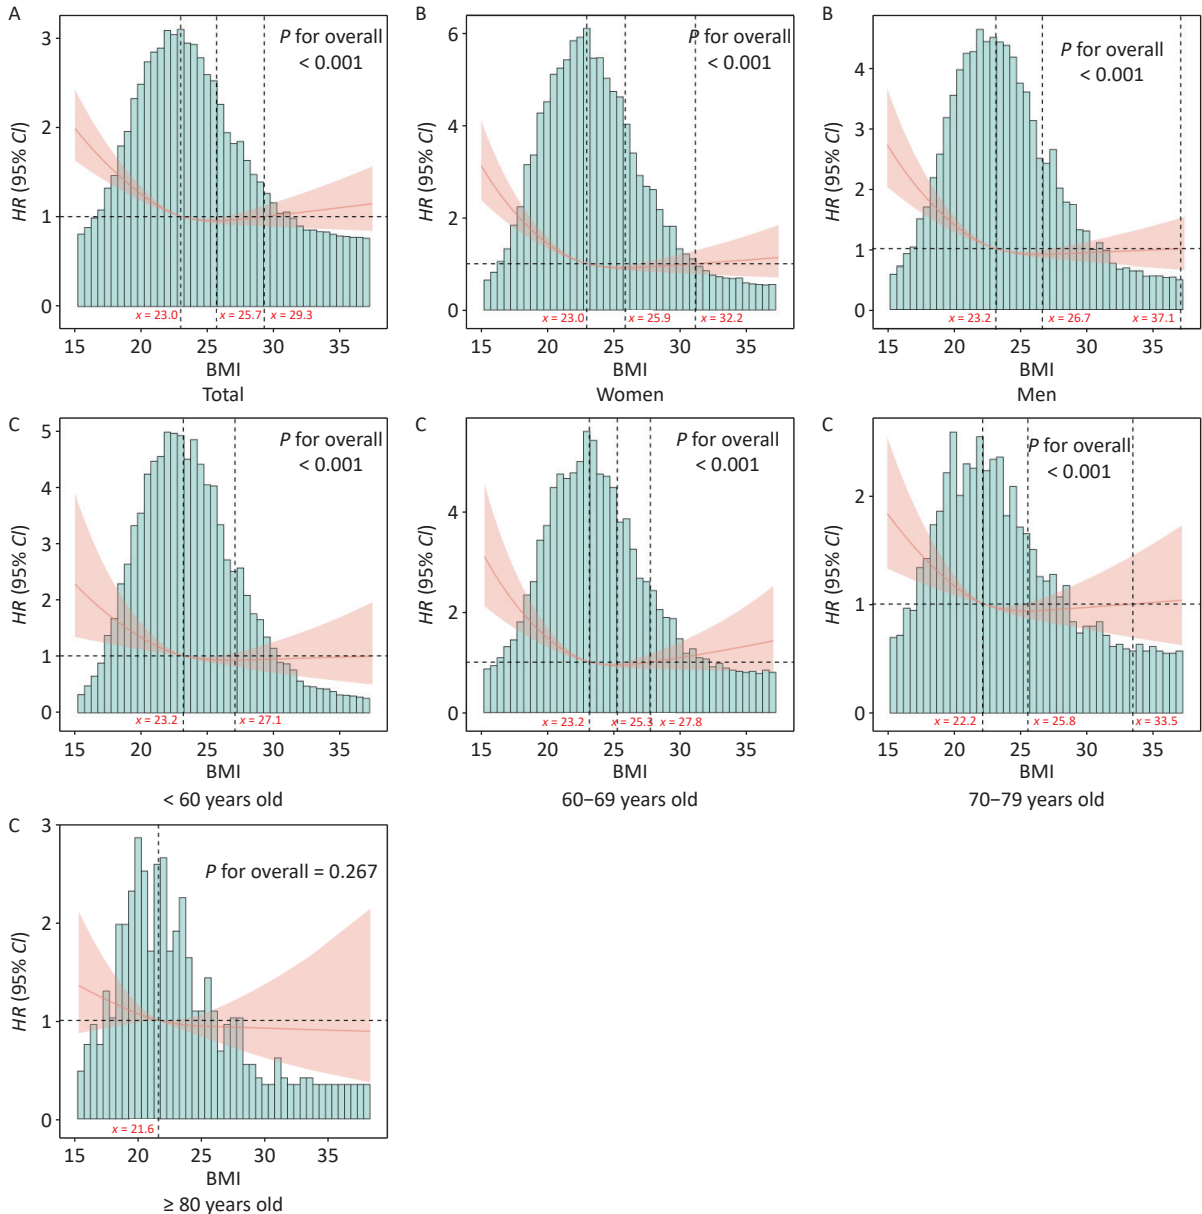 A
P for overall
< 0.001
HR (95% CI)
3
2
1
0
x = 23.0
x = 25.7
x = 29.3
15 20 25 30 35
BMI
Total
B
P for overall
< 0.001
HR (95% CI)
6
4
2
0
x = 23.0
x = 25.9
x = 32.2
15 20 25 30 35
BMI
Women
B
P for overall
< 0.001
HR (95% CI)
4
3
2
1
0
x = 23.2
x = 26.7
x = 37.1
15 20 25 30 35
BMI
Men
C
P for overall
< 0.001
HR (95% CI)
5
4
3
2
1
0
x = 23.2
x = 27.1
15 20 25 30 35
BMI
< 60 years old
C
P for overall
< 0.001
HR (95% CI)
4
2
0
x = 23.2
x = 25.3
x = 27.8
15 20 25 30 35
BMI
60−69 years old
C
P for overall
< 0.001
HR (95% CI)
2
1
0
x = 22.2
x = 25.8
x = 33.5
15 20 25 30 35
BMI
70−79 years old
C
P for overall = 0.267
HR (95% CI)
3
2
1
0
x = 21.6
15 20 25 30 35
BMI
≥ 80 years old